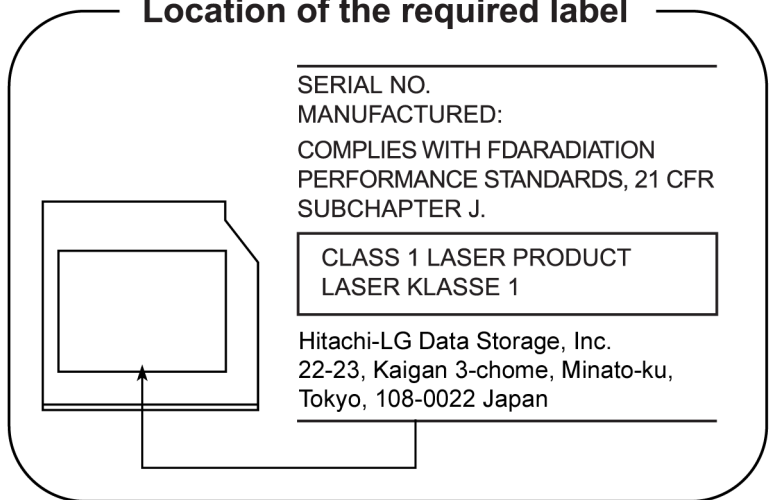 Location of the required label
SERIAL NO.
MANUFACTURED:
COMPLIES WITH FDARADIATION
PERFORMANCE STANDARDS, 21 CFR
SUBCHAPTER J.
CLASS 1 LASER PRODUCT
LASER KLASSE 1
Hitachi-LG Data Storage, Inc.
22-23, Kaigan 3-chome, Minato-ku,
Tokyo, 108-0022 Japan